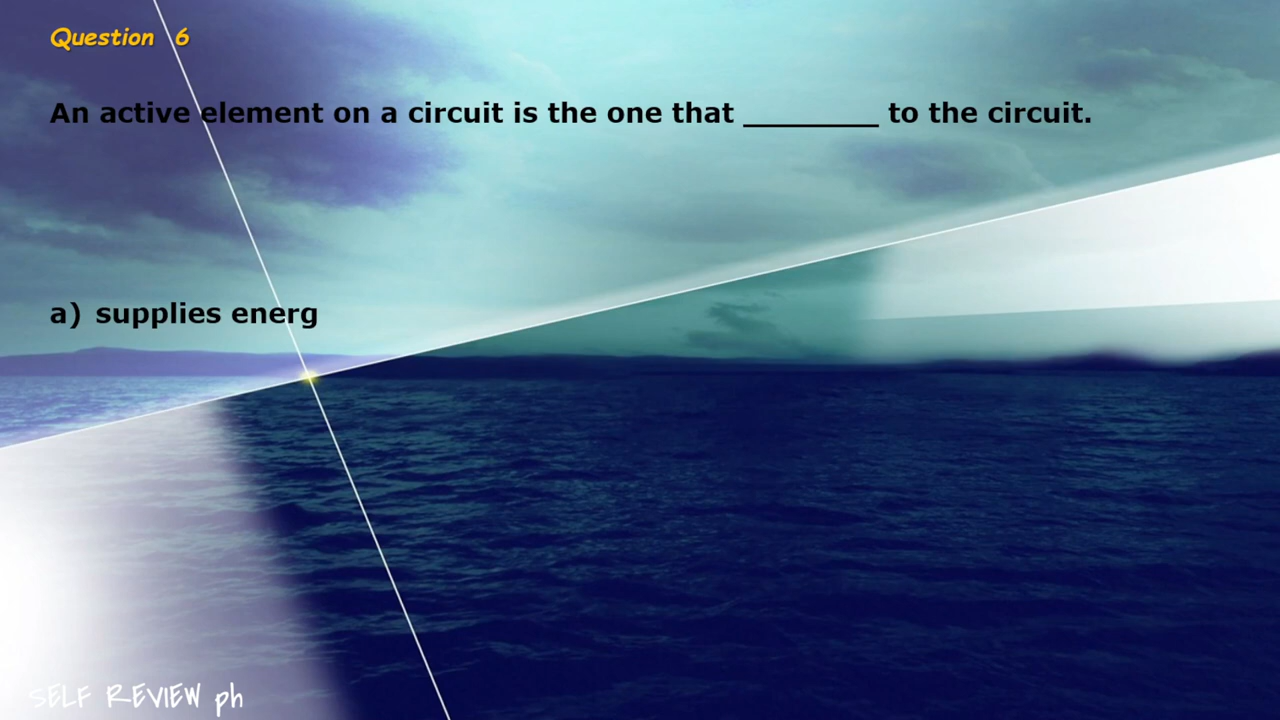 Question 6
An active element on a circuit is the one that ________ to the circuit.
a) supplies energ
SELF REVIEW ph